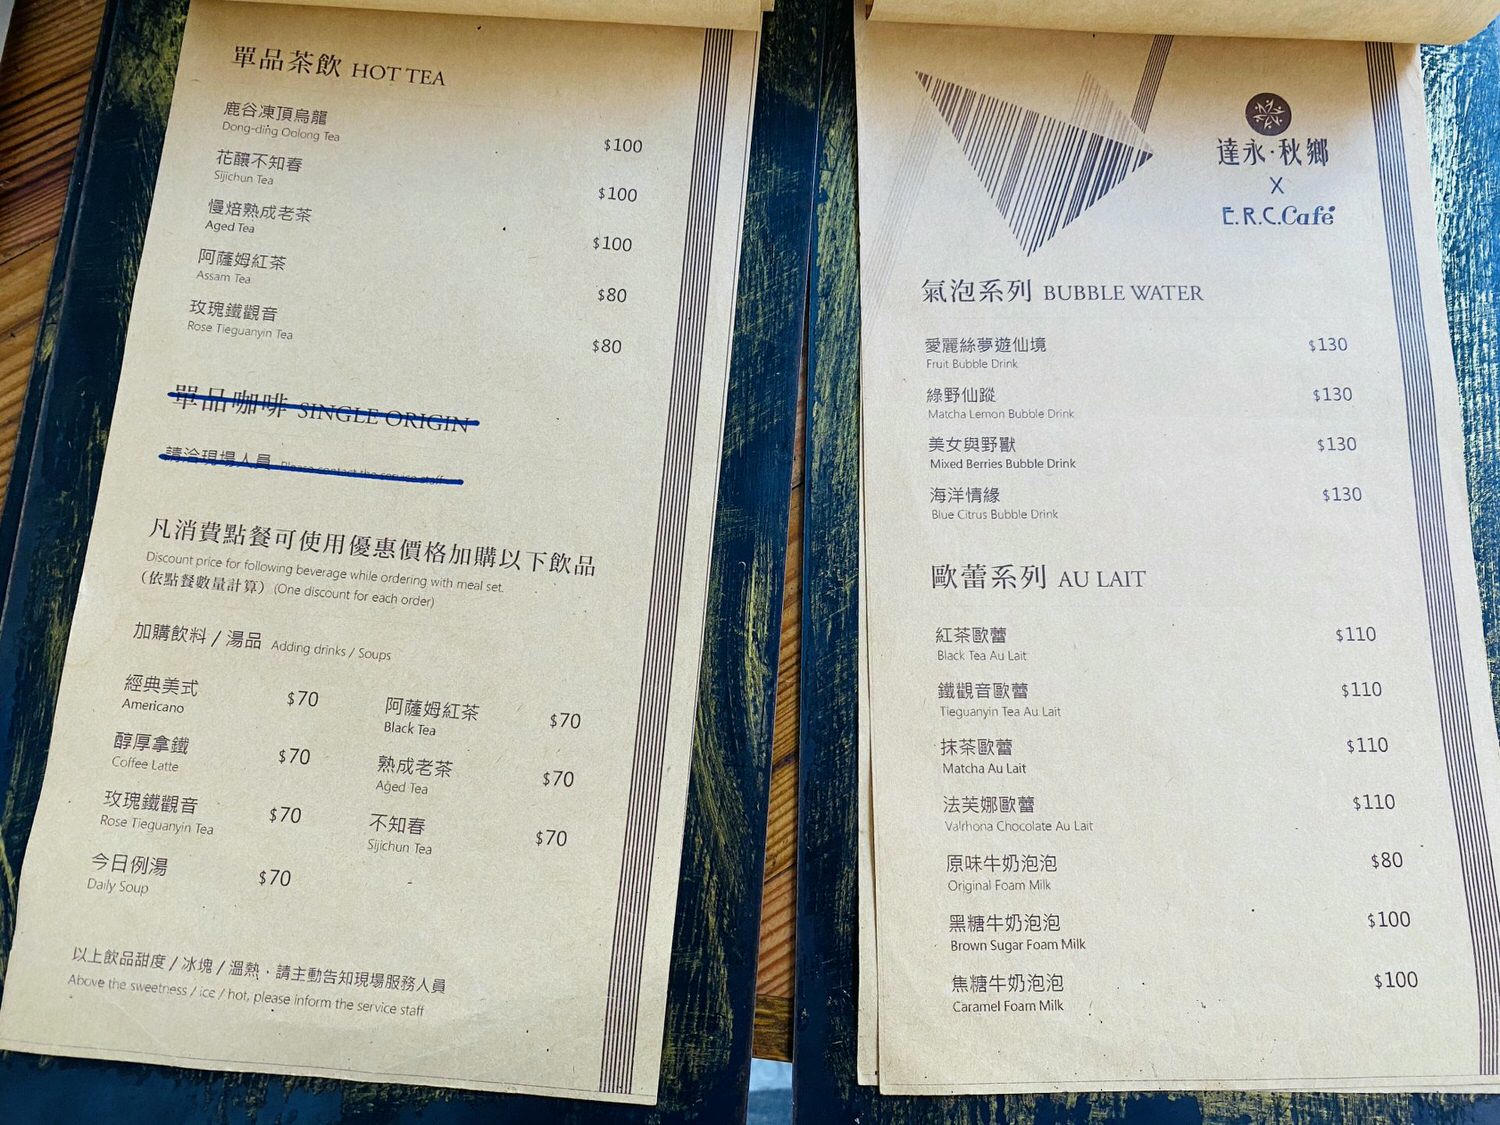 單品茶飲 HOT TEA
鹿谷凍頂烏龍
Dong-ding Oolong Tea
$100
花釀不知春
Sijichun Tea
$100
慢焙熟成老茶
Aged Tea
$100
阿薩姆紅茶
Assam Tea
$80
玫瑰鐵觀音
Rose Tieguanyin Tea
$80
單品咖啡 SINGLE ORIGIN
請洽現場人員 Please contact the service staff
凡消費點餐可使用優惠價格加購以下飲品
Discount price for following beverage while ordering with meal set.
（依點餐數量計算） (One discount for each order)
加購飲料 / 湯品 Adding drinks / Soups
經典美式 $70
Americano
醇厚拿鐵 $70
Coffee Latte
玫瑰鐵觀音 $70
Rose Tieguanyin Tea
今日例湯 $70
Daily Soup
阿薩姆紅茶 $70
Black Tea
熟成老茶 $70
Aged Tea
不知春 $70
Sijichun Tea
以上飲品甜度 / 冰塊 / 溫熱，請主動告知現場服務人員
Above the sweetness / ice / hot, please inform the service staff
達永·秋鄉
X
E.R.C.Café
氣泡系列 BUBBLE WATER
愛麗絲夢遊仙境 $130
Fruit Bubble Drink
綠野仙蹤 $130
Matcha Lemon Bubble Drink
美女與野獸 $130
Mixed Berries Bubble Drink
海洋情緣 $130
Blue Citrus Bubble Drink
歐蕾系列 AU LAIT
紅茶歐蕾 $110
Black Tea Au Lait
鐵觀音歐蕾 $110
Tieguanyin Tea Au Lait
抹茶歐蕾 $110
Matcha Au Lait
法芙娜歐蕾 $110
Valrhona Chocolate Au Lait
原味牛奶泡泡 $80
Original Foam Milk
黑糖牛奶泡泡 $100
Brown Sugar Foam Milk
焦糖牛奶泡泡 $100
Caramel Foam Milk